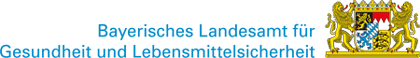 Bayerisches Landesamt für
Gesundheit und Lebensmittelsicherheit